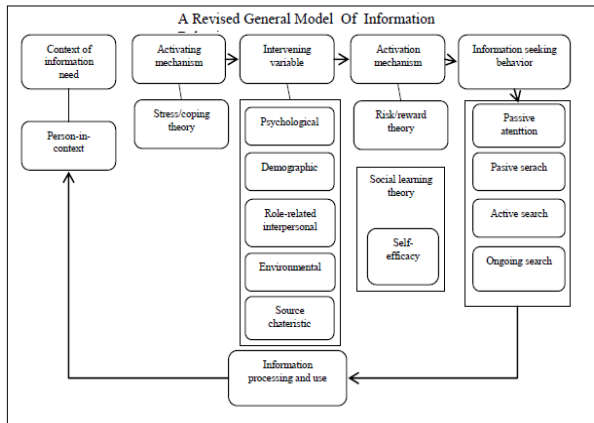 A Revised General Model Of Information
Context of
information
need
Activating
mechanism
Intervening
variable
Activation
mechanism
Information seeking
behavior
Person-in-
context
Stress/coping
theory
Psychological
Demographic
Role-related
interpersonal
Environmental
Source
chateristic
Risk/reward
theory
Social learning
theory
Self-
efficacy
Passive
atenttion
Pasive serach
Active search
Ongoing search
Information
processing and use